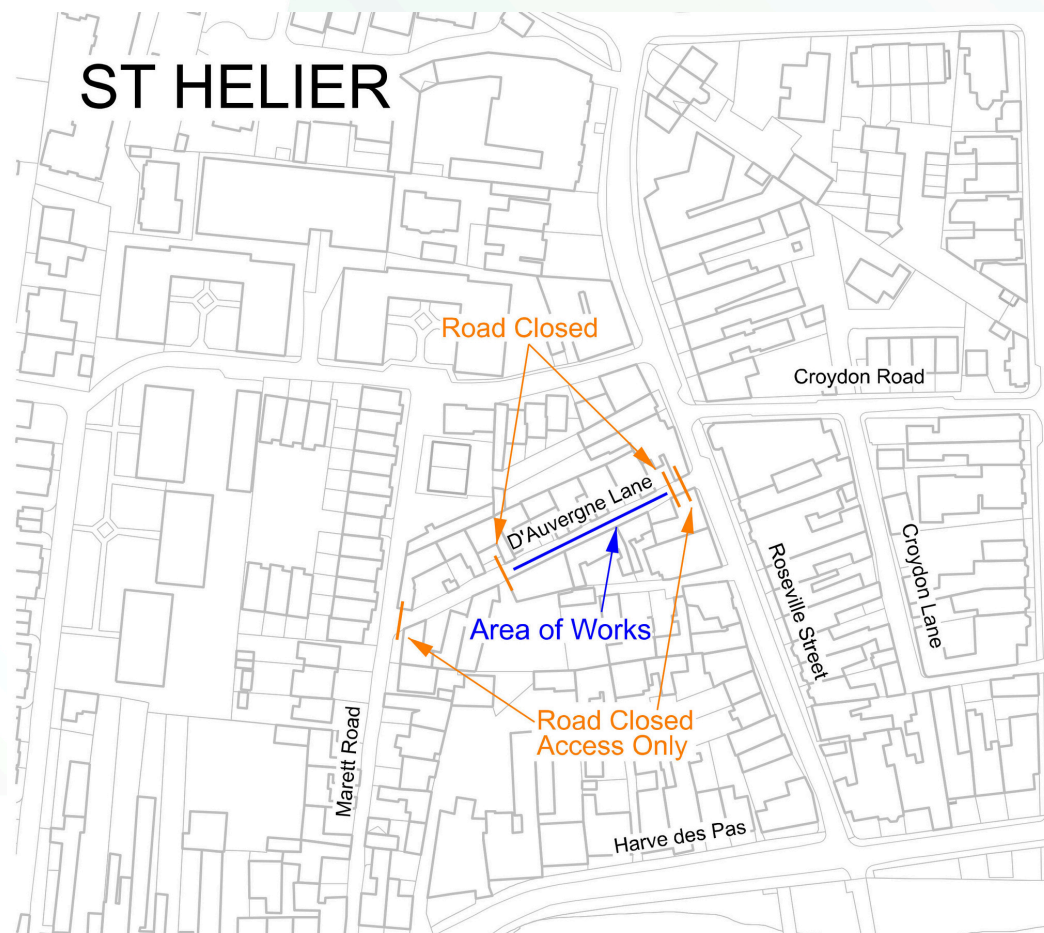 ST HELIER
Road Closed
Croydon Road
D'Auvergne Lane
Roseville Street
Croydon Lane
Area of Works
Road Closed
Access Only
Marett Road
Harve des Pas